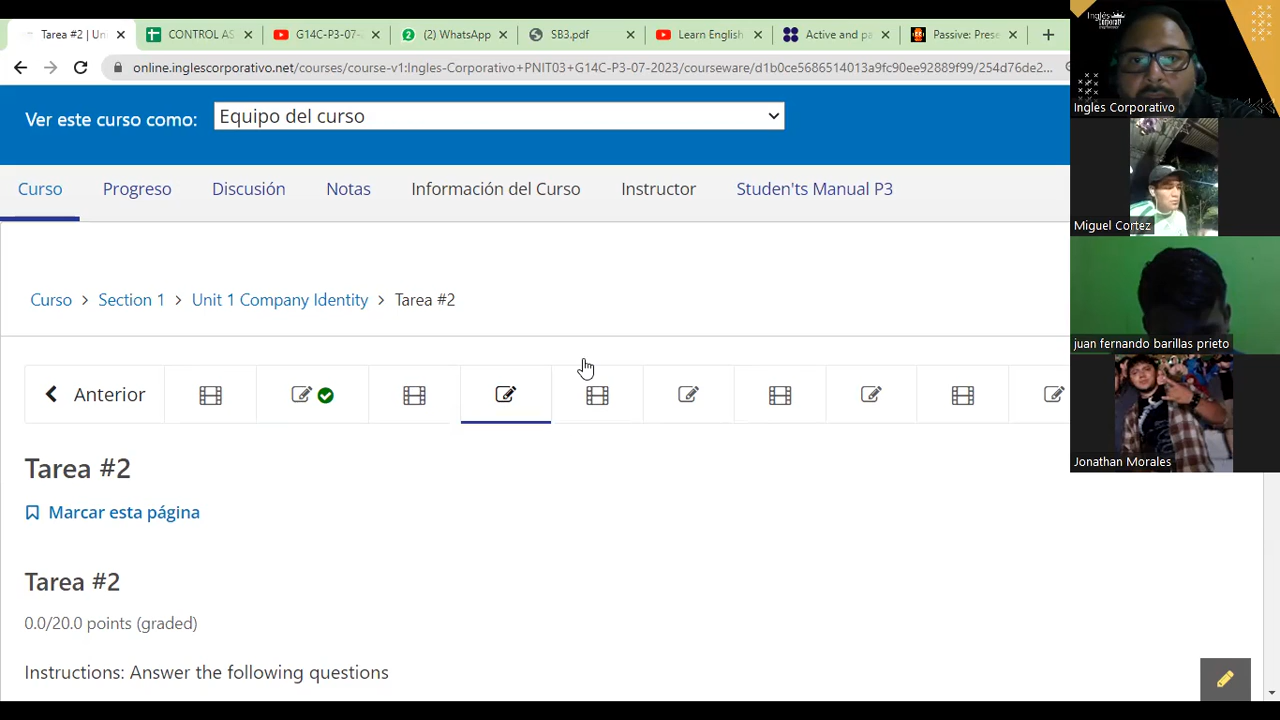 Tarea #2 | Un
CONTROL AS
G14C-P3-07-
(2) WhatsApp
SB3.pdf
Learn English
Active and pa
Passive: Prese
online.inglescorporativo.net/courses/course-v1:Ingles-Corporativo+PNIT03+G14C-P3-07-2023/courseware/d1b0ce5686514013a9fc90ee92889f99/254d76de2...
Ver este curso como:
Equipo del curso
Curso
Progreso
Discusión
Notas
Información del Curso
Instructor
Studen'ts Manual P3
Curso > Section 1 > Unit 1 Company Identity > Tarea #2
Anterior
Tarea #2
Marcar esta página
Tarea #2
0.0/20.0 points (graded)
Instructions: Answer the following questions
Inglés
Corporativo
Ingles Corporativo
Miguel Cortez
juan fernando barillas prieto
Jonathan Morales